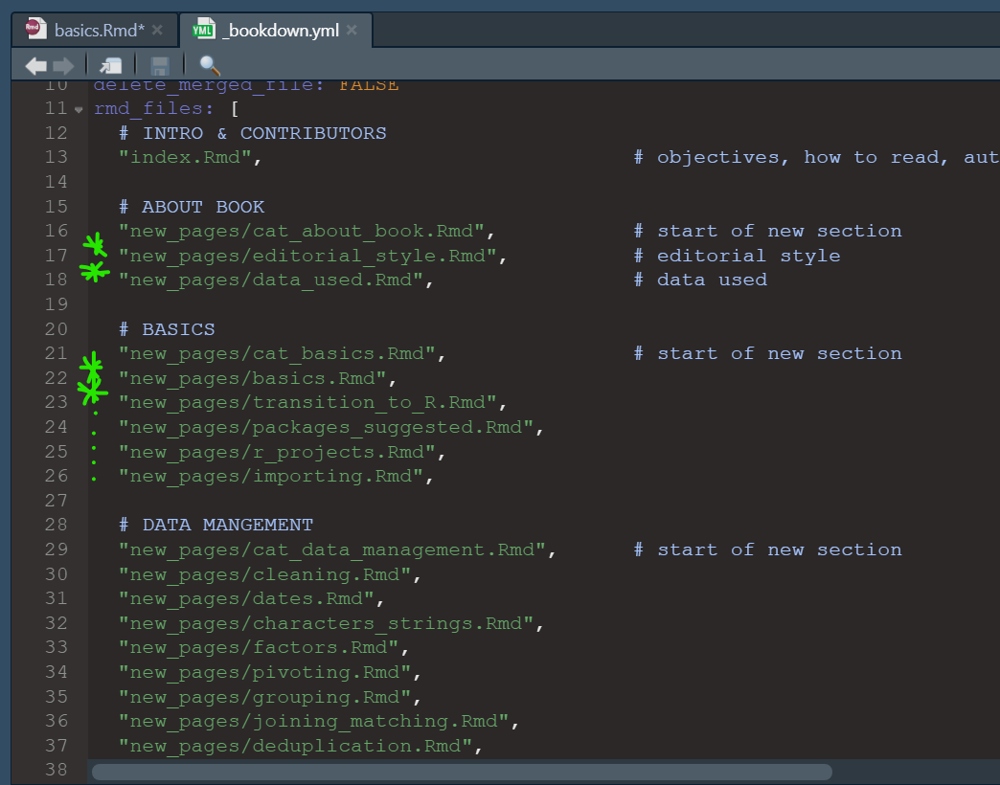 basics.Rmd* _bookdown.yml
10 delete_merged_file: FALSE
11 rmd_files: [
12 # INTRO & CONTRIBUTORS
13 "index.Rmd", # objectives, how to read, aut
14
15 # ABOUT BOOK
16 "new_pages/cat_about_book.Rmd", # start of new section
17 "new_pages/editorial_style.Rmd", # editorial style
18 "new_pages/data_used.Rmd", # data used
19
20 # BASICS
21 "new_pages/cat_basics.Rmd", # start of new section
22 "new_pages/basics.Rmd",
23 "new_pages/transition_to_R.Rmd",
24 "new_pages/packages_suggested.Rmd",
25 "new_pages/r_projects.Rmd",
26 "new_pages/importing.Rmd",
27
28 # DATA MANGEMENT
29 "new_pages/cat_data_management.Rmd", # start of new section
30 "new_pages/cleaning.Rmd",
31 "new_pages/dates.Rmd",
32 "new_pages/characters_strings.Rmd",
33 "new_pages/factors.Rmd",
34 "new_pages/pivoting.Rmd",
35 "new_pages/grouping.Rmd",
36 "new_pages/joining_matching.Rmd",
37 "new_pages/deduplication.Rmd",
38